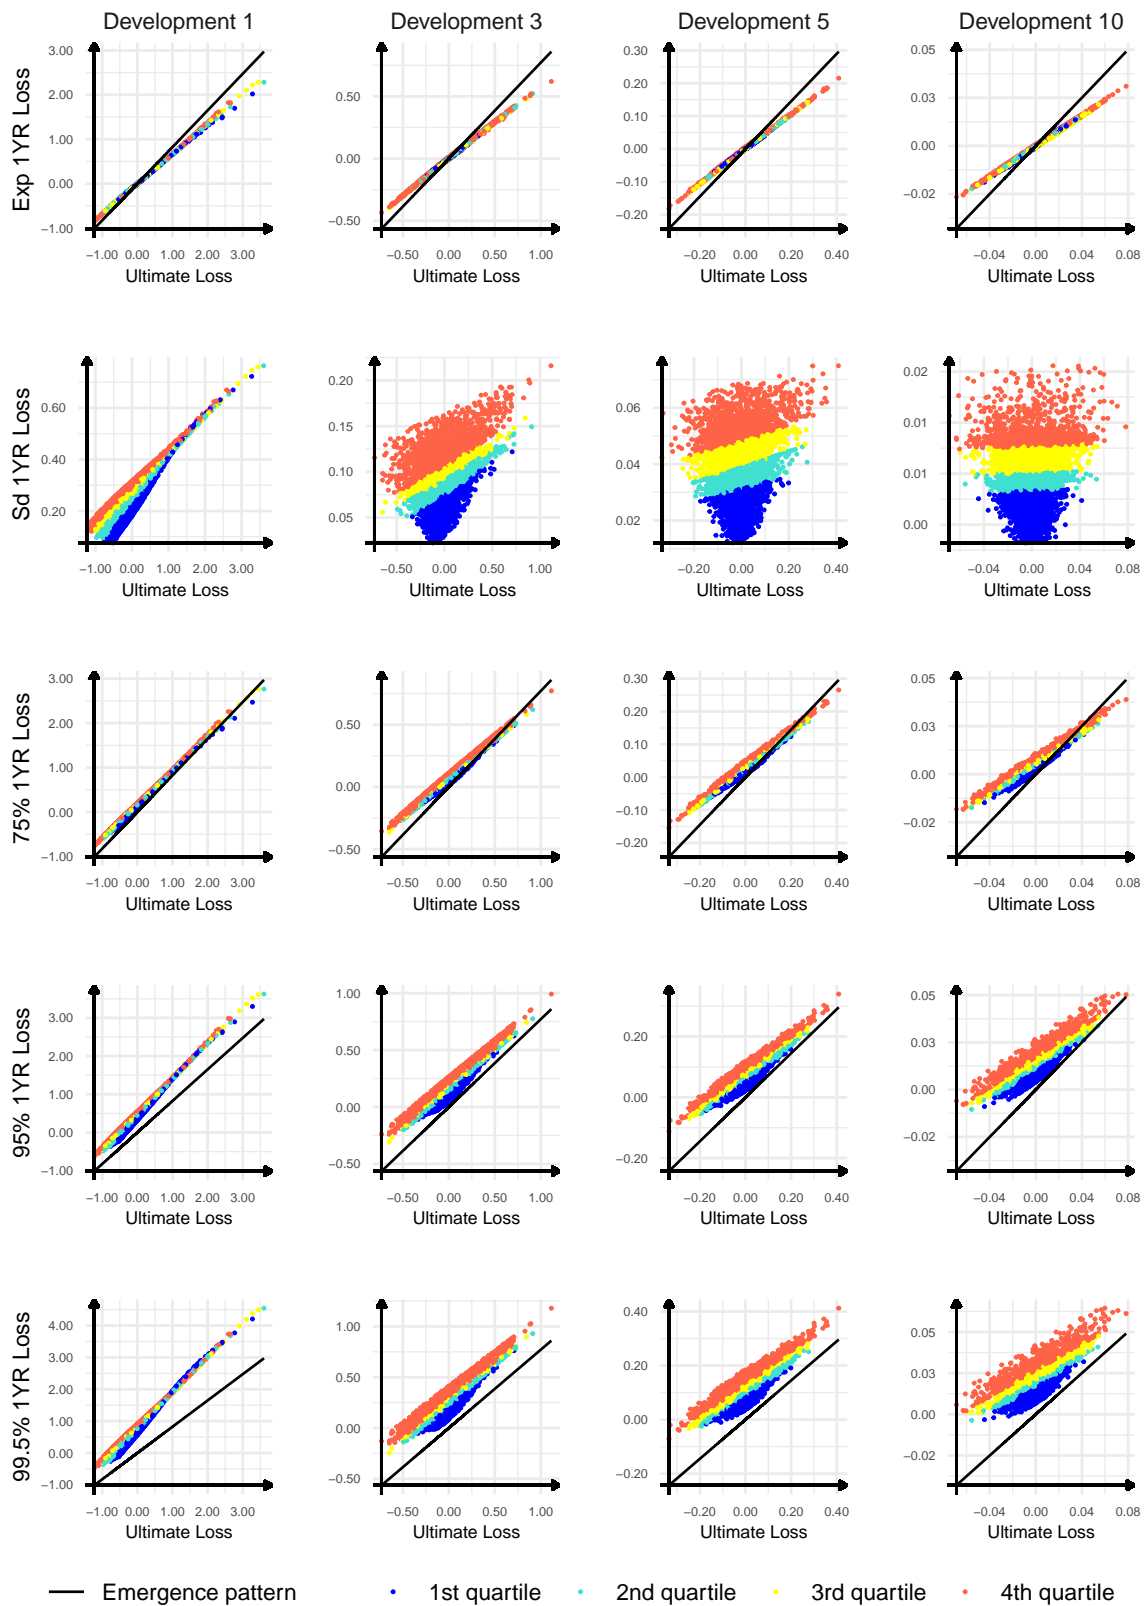 Development 1 Development 3 Development 5 Development 10
Exp 1YR Loss
3.00
2.00
1.00
0.00
−1.00
−1.00 0.00 1.00 2.00 3.00
Ultimate Loss
0.50
0.00
−0.50
−0.50 0.00 0.50 1.00
Ultimate Loss
0.30
0.20
0.10
0.00
−0.10
−0.20
−0.20 0.00 0.20 0.40
Ultimate Loss
0.05
0.03
0.00
−0.02
−0.04 0.00 0.04 0.08
Ultimate Loss
Sd 1YR Loss
0.60
0.40
0.20
−1.00 0.00 1.00 2.00 3.00
Ultimate Loss
0.20
0.15
0.10
0.05
−0.50 0.00 0.50 1.00
Ultimate Loss
0.06
0.04
0.02
−0.20 0.00 0.20 0.40
Ultimate Loss
0.02
0.01
0.01
0.00
−0.04 0.00 0.04 0.08
Ultimate Loss
75% 1YR Loss
3.00
2.00
1.00
0.00
−1.00
−1.00 0.00 1.00 2.00 3.00
Ultimate Loss
0.50
0.00
−0.50
−0.50 0.00 0.50 1.00
Ultimate Loss
0.30
0.20
0.10
0.00
−0.10
−0.20
−0.20 0.00 0.20 0.40
Ultimate Loss
0.05
0.03
0.00
−0.02
−0.04 0.00 0.04 0.08
Ultimate Loss
95% 1YR Loss
3.00
2.00
1.00
0.00
−1.00
−1.00 0.00 1.00 2.00 3.00
Ultimate Loss
1.00
0.50
0.00
−0.50
−0.50 0.00 0.50 1.00
Ultimate Loss
0.20
0.00
−0.20
−0.20 0.00 0.20 0.40
Ultimate Loss
0.05
0.03
0.00
−0.02
−0.04 0.00 0.04 0.08
Ultimate Loss
99.5% 1YR Loss
4.00
3.00
2.00
1.00
0.00
−1.00
−1.00 0.00 1.00 2.00 3.00
Ultimate Loss
1.00
0.50
0.00
−0.50
−0.50 0.00 0.50 1.00
Ultimate Loss
0.40
0.20
0.00
−0.20
−0.20 0.00 0.20 0.40
Ultimate Loss
0.05
0.03
0.00
−0.02
−0.04 0.00 0.04 0.08
Ultimate Loss
Emergence pattern 1st quartile 2nd quartile 3rd quartile 4th quartile